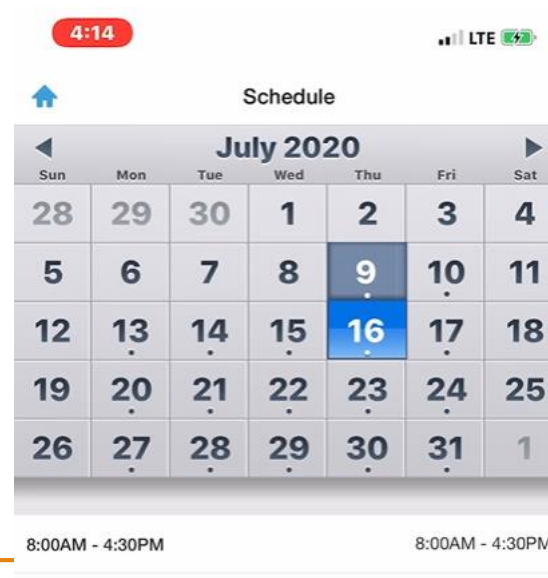 4:14 LTE
Schedule
July 2020
Sun Mon Tue Wed Thu Fri Sat
28 29 30 1 2 3 4
5 6 7 8 9 10 11
12 13 14 15 16 17 18
19 20 21 22 23 24 25
26 27 28 29 30 31 1
8:00AM - 4:30PM 8:00AM - 4:30PM